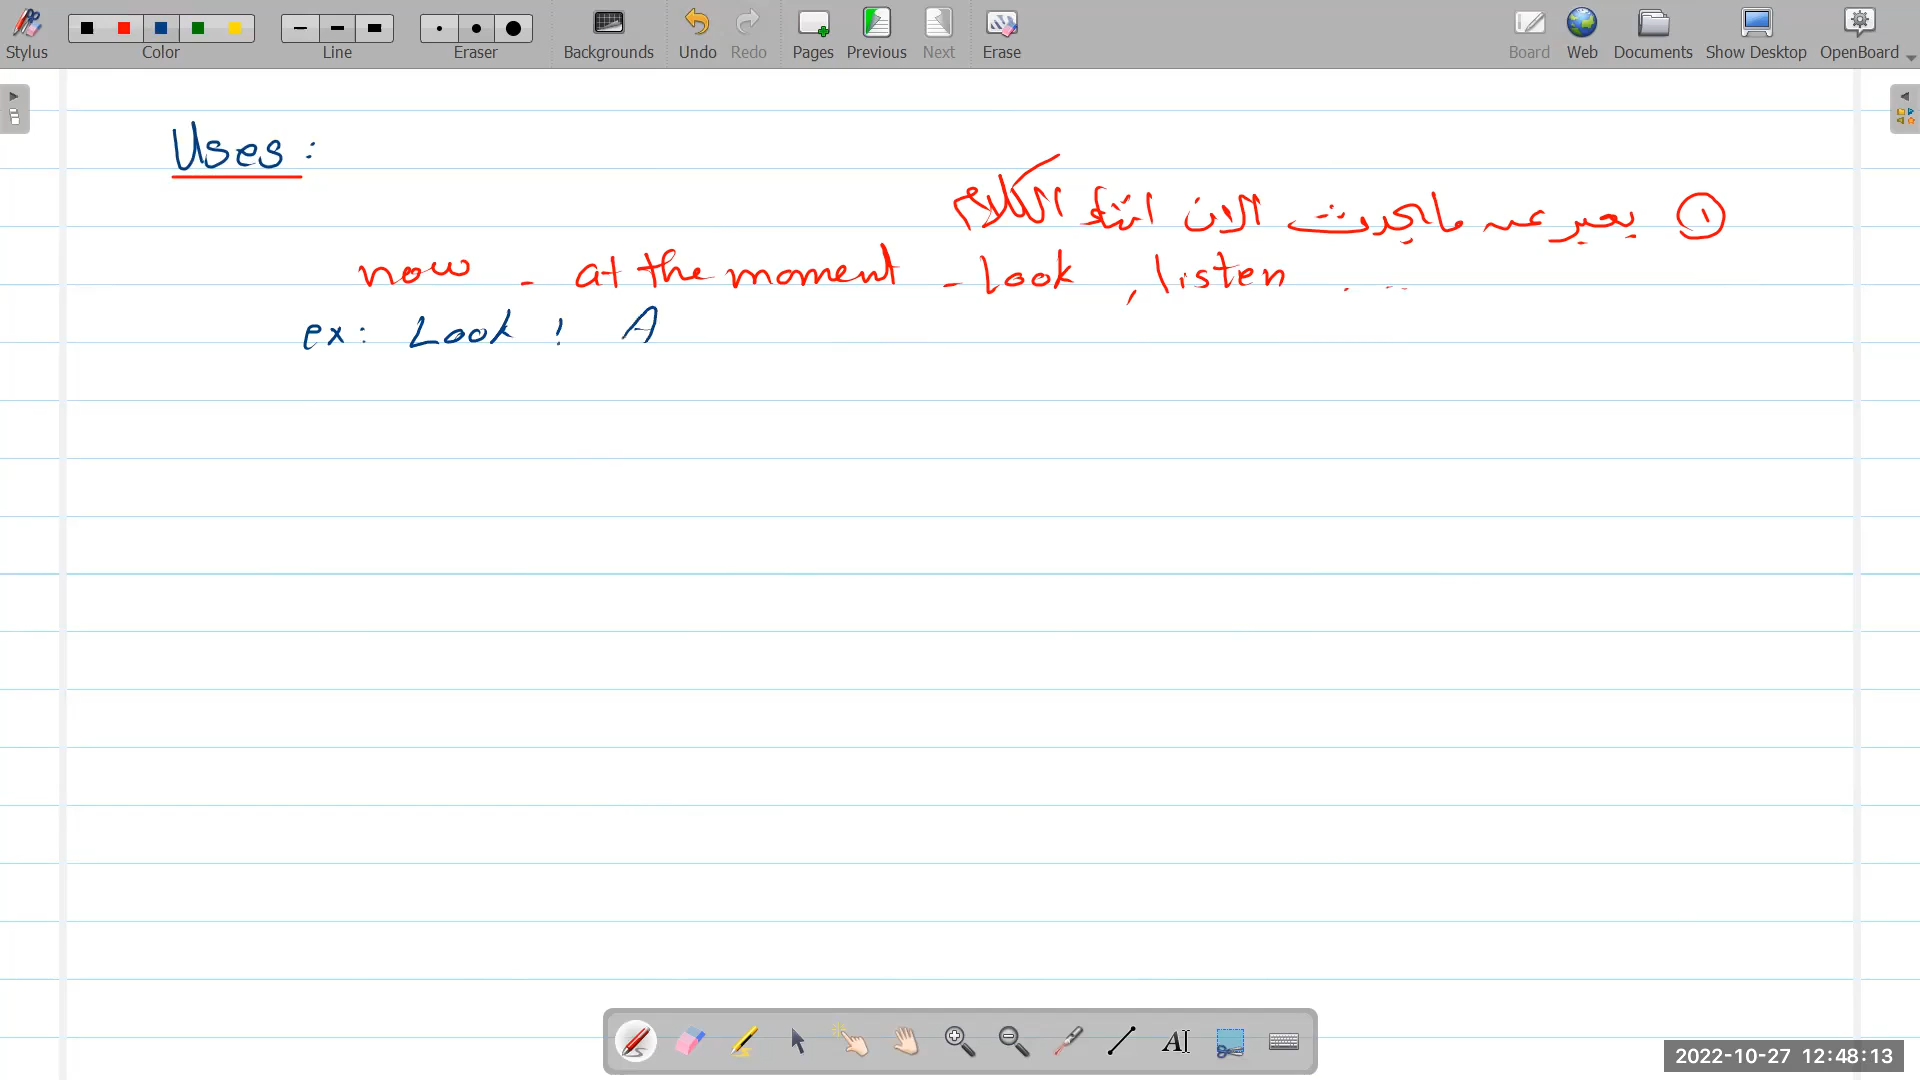 Stylus Color Line Eraser Backgrounds Undo Redo Pages Previous Next Erase Board Web Documents Show Desktop OpenBoard
Uses :
① يعبر عن ما يحدث الان اثناء الكلام
now - at the moment - Look , listen . . .
ex: Look ! A
2022-10-27 12:48:13